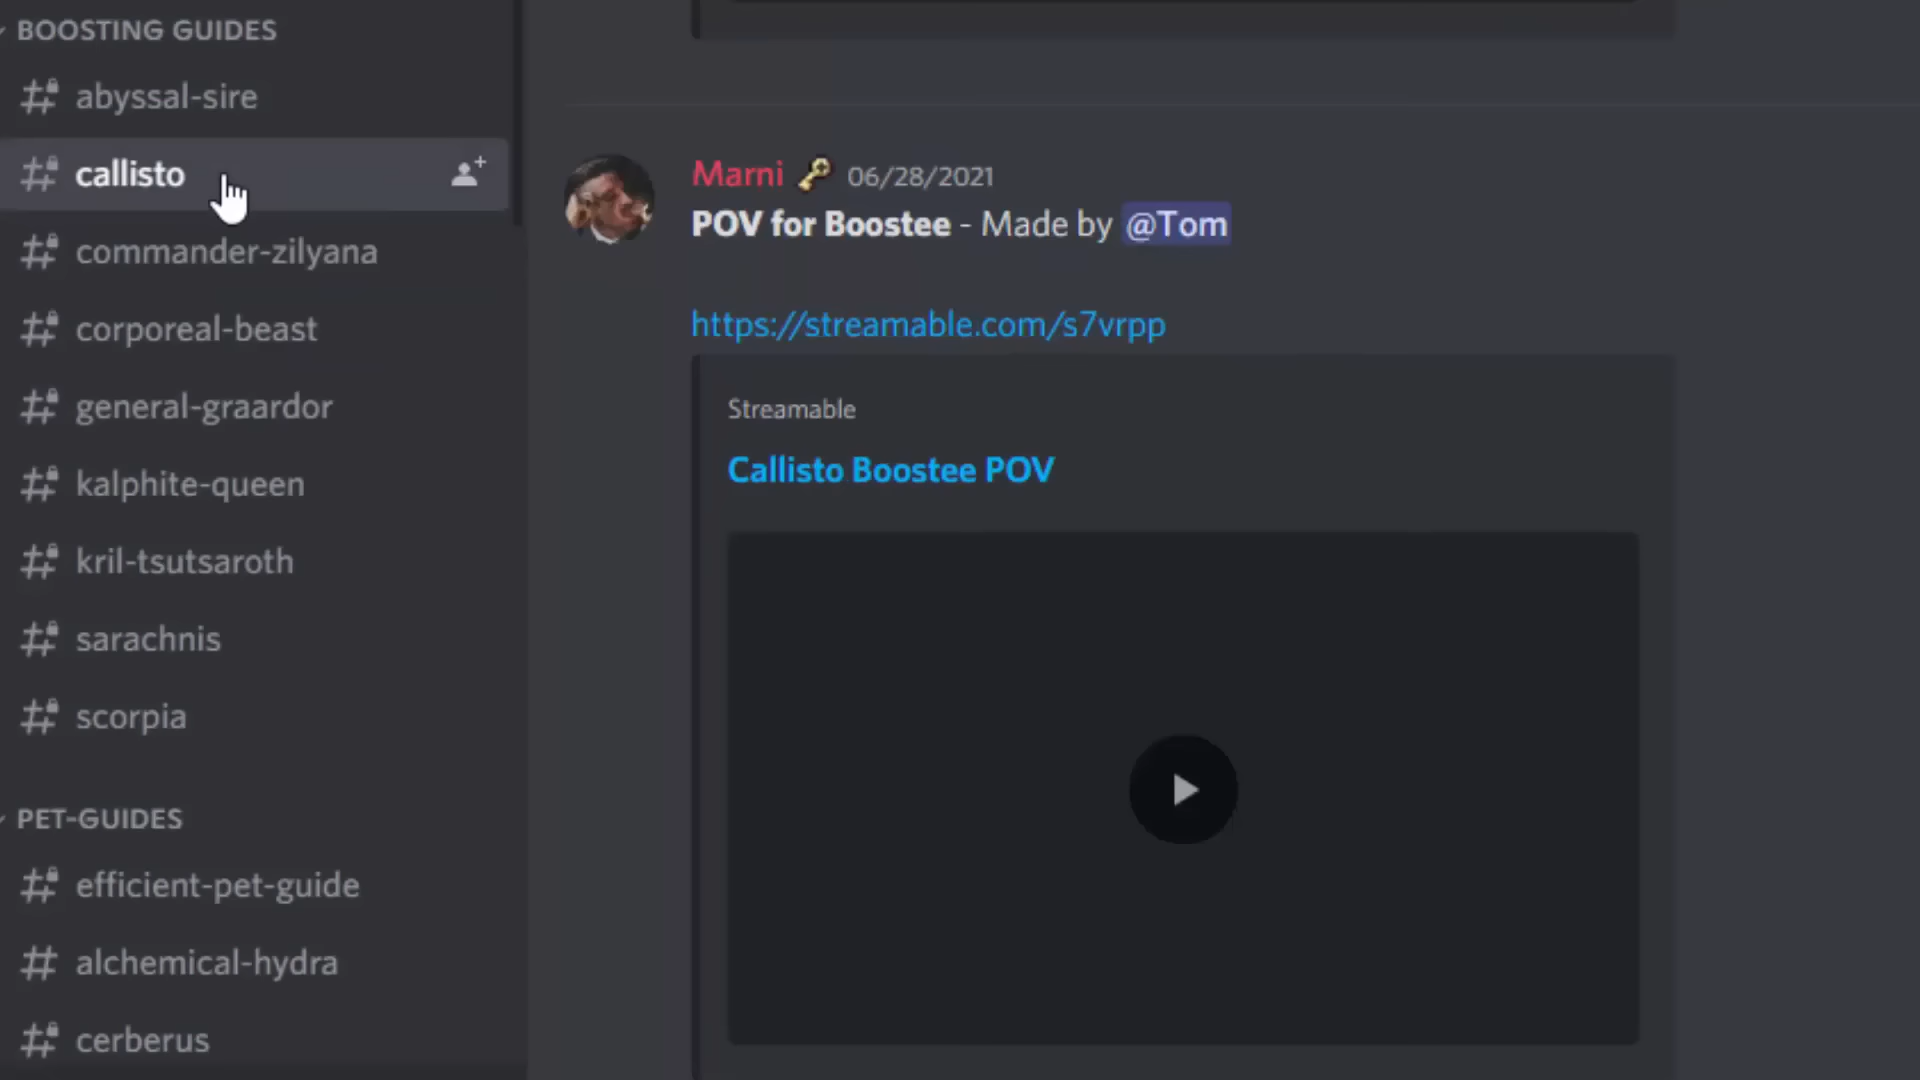 BOOSTING GUIDES
abyssal-sire
callisto
commander-zilyana
corporeal-beast
general-graardor
kalphite-queen
kril-tsutsaroth
sarachnis
scorpia
PET-GUIDES
efficient-pet-guide
alchemical-hydra
cerberus
Marni 06/28/2021
POV for Boostee - Made by @Tom
https://streamable.com/s7vrpp
Streamable
Callisto Boostee POV